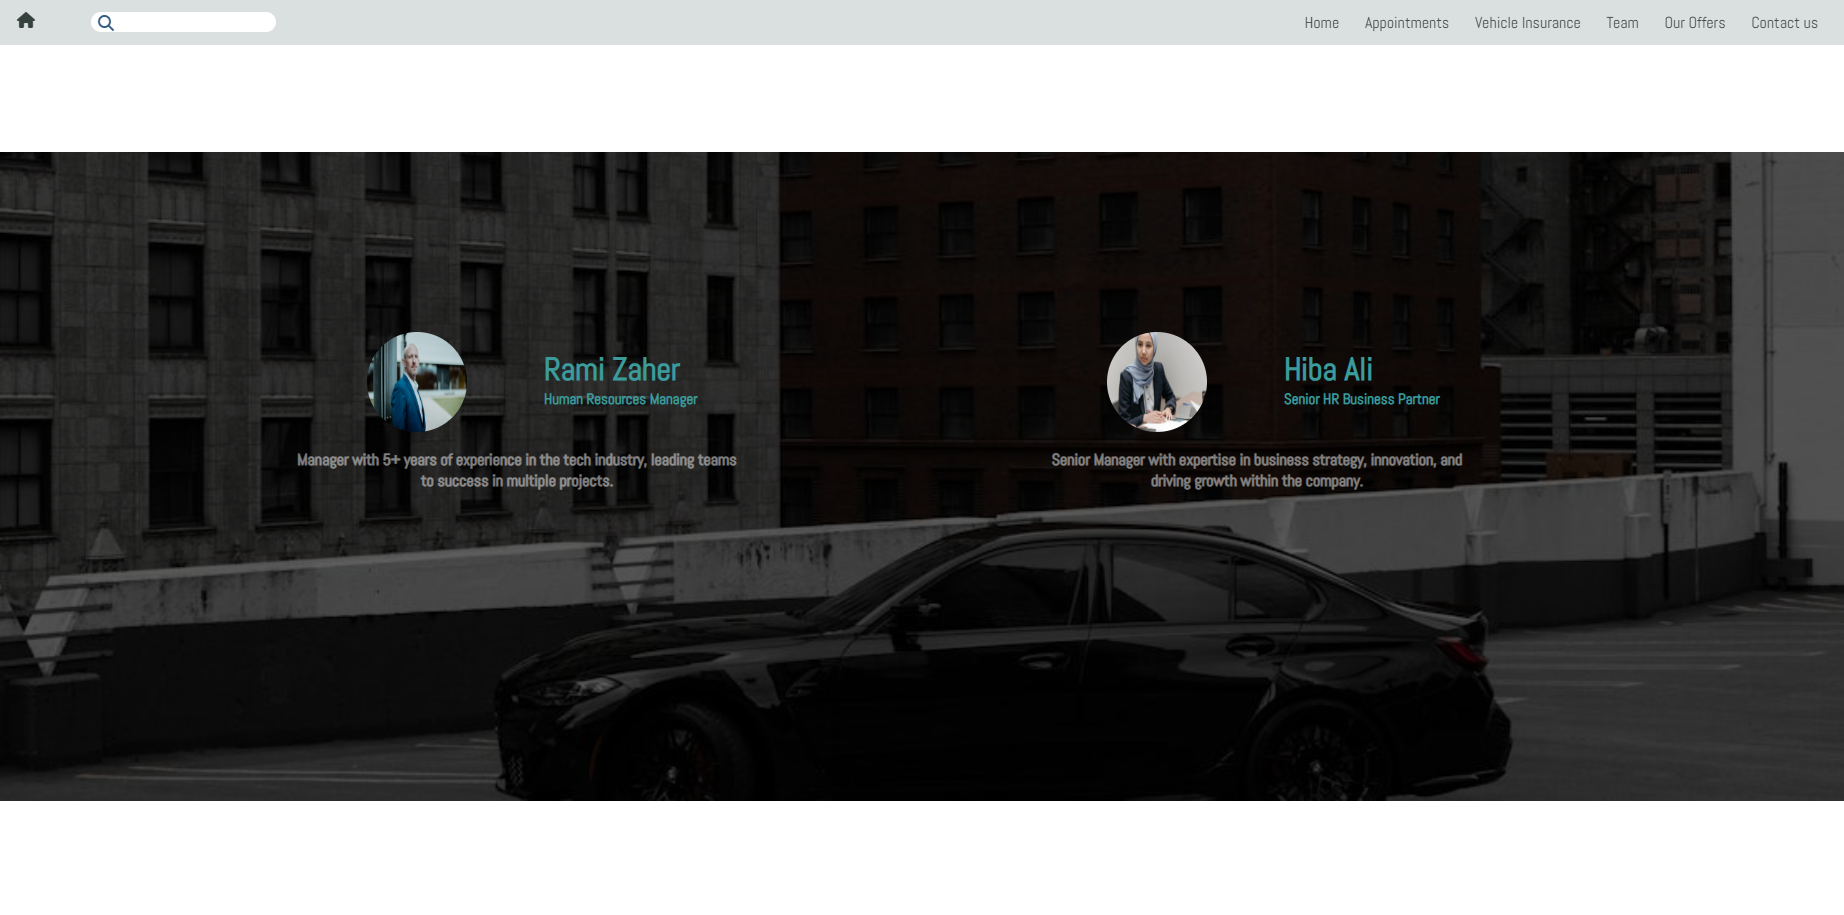 Home Appointments Vehicle Insurance Team Our Offers Contact us
Rami Zaher
Human Resources Manager
Manager with 5+ years of experience in the tech industry, leading teams
to success in multiple projects.
Hiba Ali
Senior HR Business Partner
Senior Manager with expertise in business strategy, innovation, and
driving growth within the company.